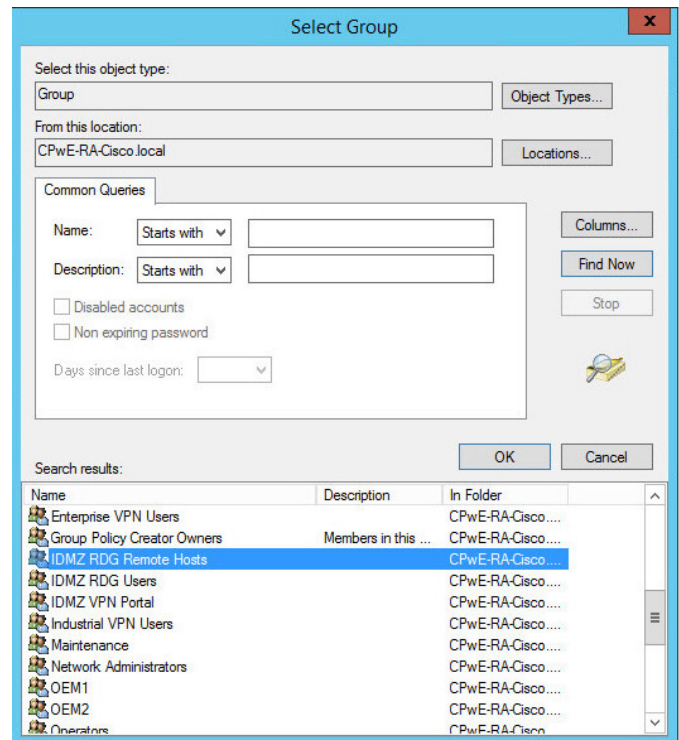 Select Group
x
Select this object type:
Group
Object Types...
From this location:
CPwE-RA-Cisco.local
Locations...
Common Queries
Name: Starts with
Columns...
Description: Starts with
Find Now
Disabled accounts
Stop
Non expiring password
Days since last logon:
OK Cancel
Search results:
Name Description In Folder
Enterprise VPN Users CPwE-RA-Cisco....
Group Policy Creator Owners Members in this ... CPwE-RA-Cisco....
IDMZ RDG Remote Hosts CPwE-RA-Cisco....
IDMZ RDG Users CPwE-RA-Cisco....
IDMZ VPN Portal CPwE-RA-Cisco....
Industrial VPN Users CPwE-RA-Cisco....
Maintenance CPwE-RA-Cisco....
Network Administrators CPwE-RA-Cisco....
OEM1 CPwE-RA-Cisco....
OEM2 CPwE-RA-Cisco....
Operators CPwE-RA-Cisco....